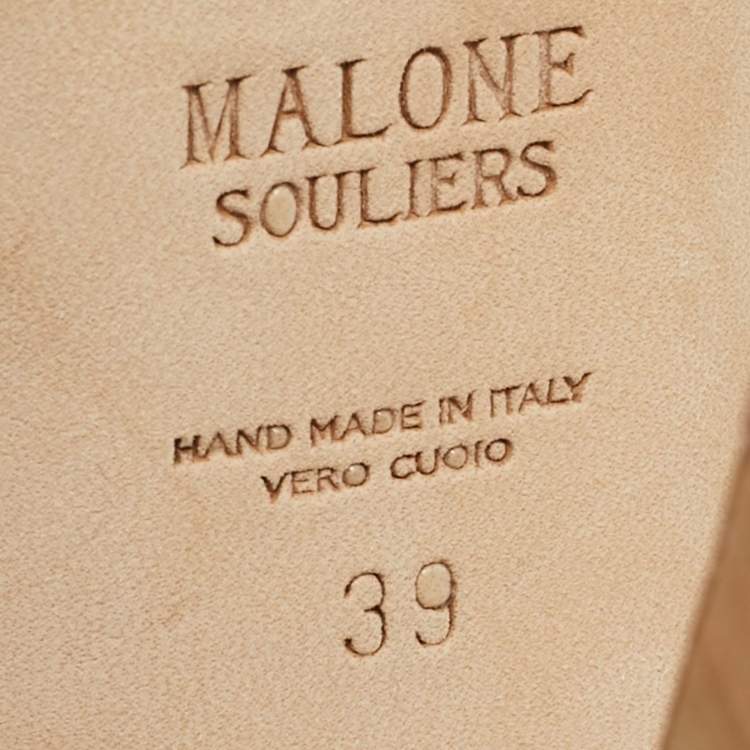 MALONE
SOULIERS
HAND MADE IN ITALY
VERO CUOIO
39